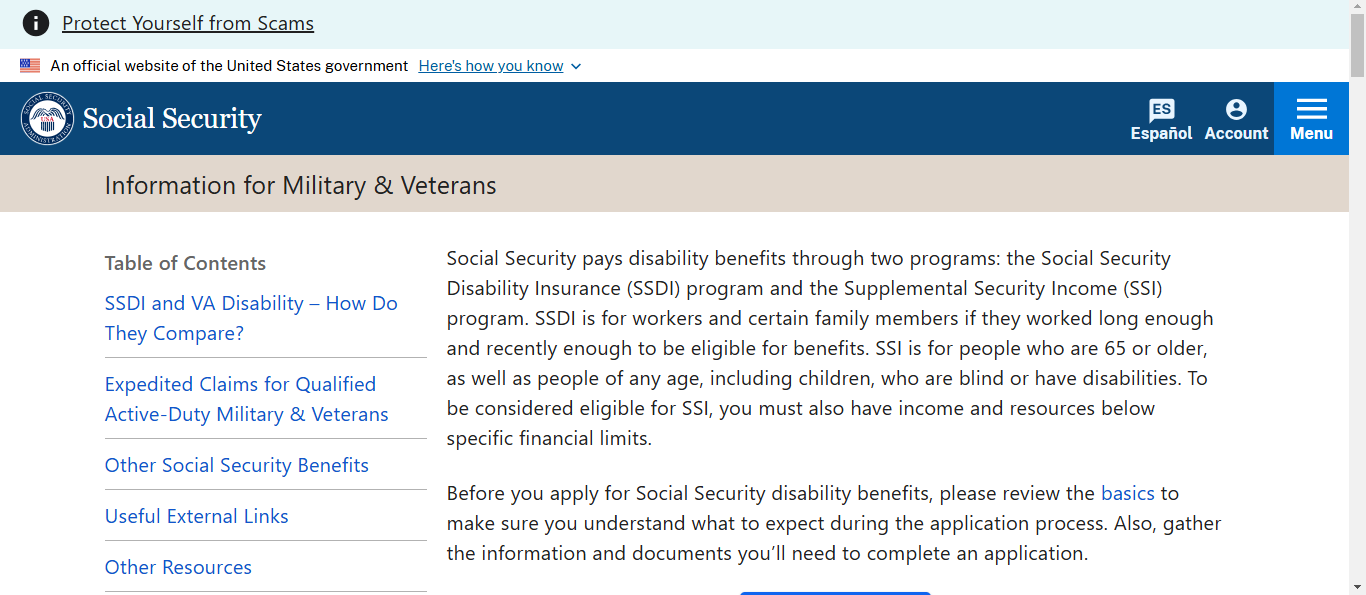 Protect Yourself from Scams
An official website of the United States government Here's how you know
Social Security
ES
Español Account Menu
Information for Military & Veterans
Table of Contents
SSDI and VA Disability – How Do
They Compare?
Expedited Claims for Qualified
Active-Duty Military & Veterans
Other Social Security Benefits
Useful External Links
Other Resources
Social Security pays disability benefits through two programs: the Social Security
Disability Insurance (SSDI) program and the Supplemental Security Income (SSI)
program. SSDI is for workers and certain family members if they worked long enough
and recently enough to be eligible for benefits. SSI is for people who are 65 or older,
as well as people of any age, including children, who are blind or have disabilities. To
be considered eligible for SSI, you must also have income and resources below
specific financial limits.
Before you apply for Social Security disability benefits, please review the basics to
make sure you understand what to expect during the application process. Also, gather
the information and documents you’ll need to complete an application.